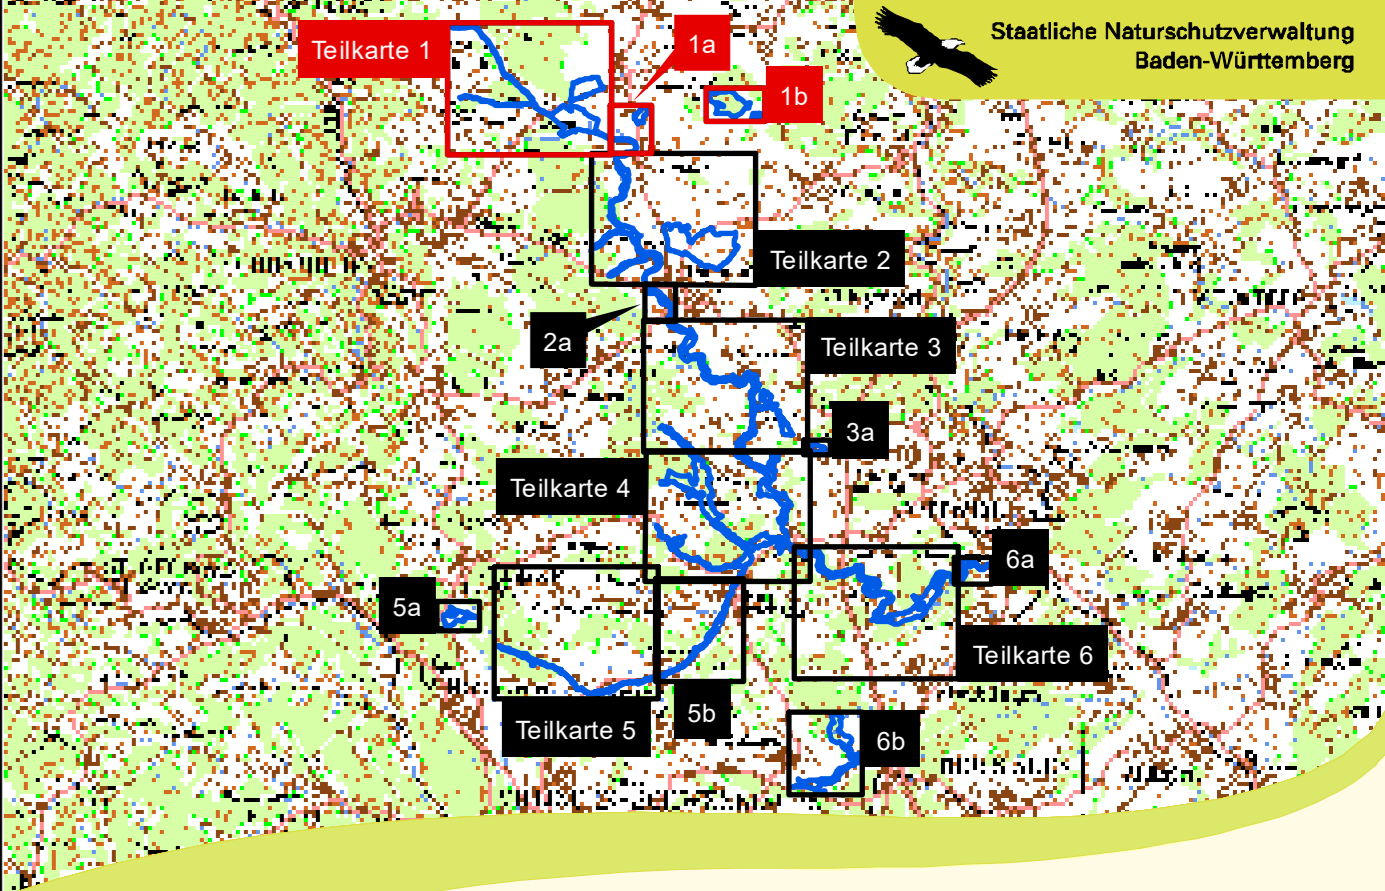 Staatliche Naturschutzverwaltung
Baden-Württemberg
Teilkarte 1
1a
1b
Teilkarte 2
2a
Teilkarte 3
3a
Teilkarte 4
6a
5a
Teilkarte 6
5b
Teilkarte 5
6b